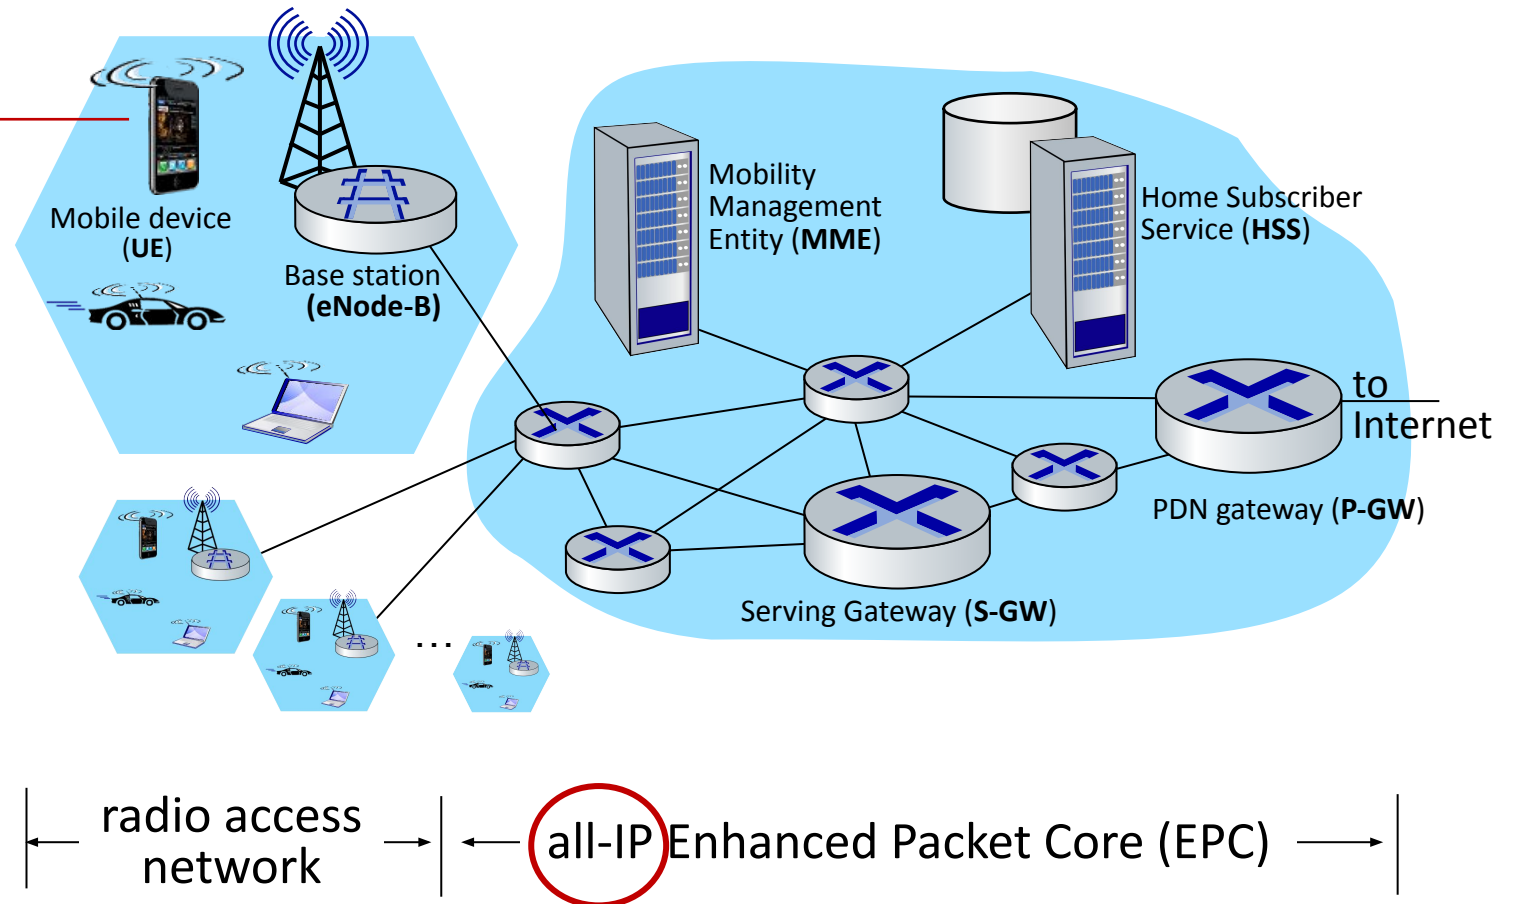 Mobile device
(UE)
Base station
(eNode-B)
Mobility
Management
Entity (MME)
Home Subscriber
Service (HSS)
to
Internet
PDN gateway (P-GW)
Serving Gateway (S-GW)
...
radio access
network
all-IP Enhanced Packet Core (EPC)